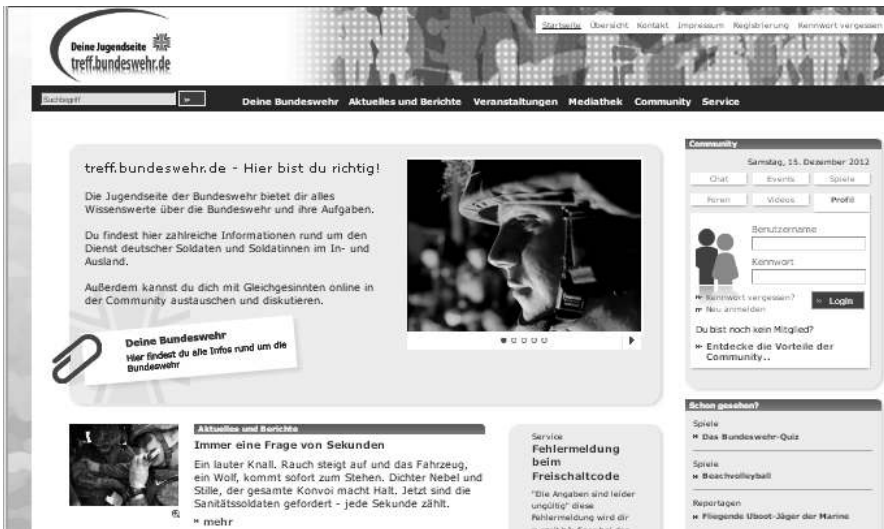 Deine Jugendseite
treff.bundeswehr.de
Startseite Übersicht Kontakt Impressum Registrierung Kennwort vergessen
Suchbegriff
Deine Bundeswehr Aktuelles und Berichte Veranstaltungen Mediathek Community Service
treff.bundeswehr.de - Hier bist du richtig!
Die Jugendseite der Bundeswehr bietet dir alles
Wissenswerte über die Bundeswehr und ihre Aufgaben.
Du findest hier zahlreiche Informationen rund um den
Dienst deutscher Soldaten und Soldatinnen im In- und
Ausland.
Außerdem kannst du dich mit Gleichgesinnten online in
der Community austauschen und diskutieren.
Deine Bundeswehr
Hier findest du alle Infos rund um die
Bundeswehr
Community
Samstag, 15. Dezember 2012
Chat Events Spiele
Foren Videos Profil
Benutzername
Kennwort
Kennwort vergessen?
Neu anmelden
Login
Du bist noch kein Mitglied?
Entdecke die Vorteile der
Community..
Aktuelles und Berichte
Immer eine Frage von Sekunden
Ein lauter Knall. Rauch steigt auf und das Fahrzeug,
ein Wolf, kommt sofort zum Stehen. Dichter Nebel und
Stille, der gesamte Konvoi macht Halt. Jetzt sind die
Sanitätssoldaten gefordert - jede Sekunde zählt.
mehr
Service
Fehlermeldung
beim
Freischaltcode
"Die Angaben sind leider
ungültig" diese
Fehlermeldung wird dir
Schon gesehen?
Spiele
Das Bundeswehr-Quiz
Spiele
Beachvolleyball
Reportagen
Fliegende Uboot-Jäger der Marine